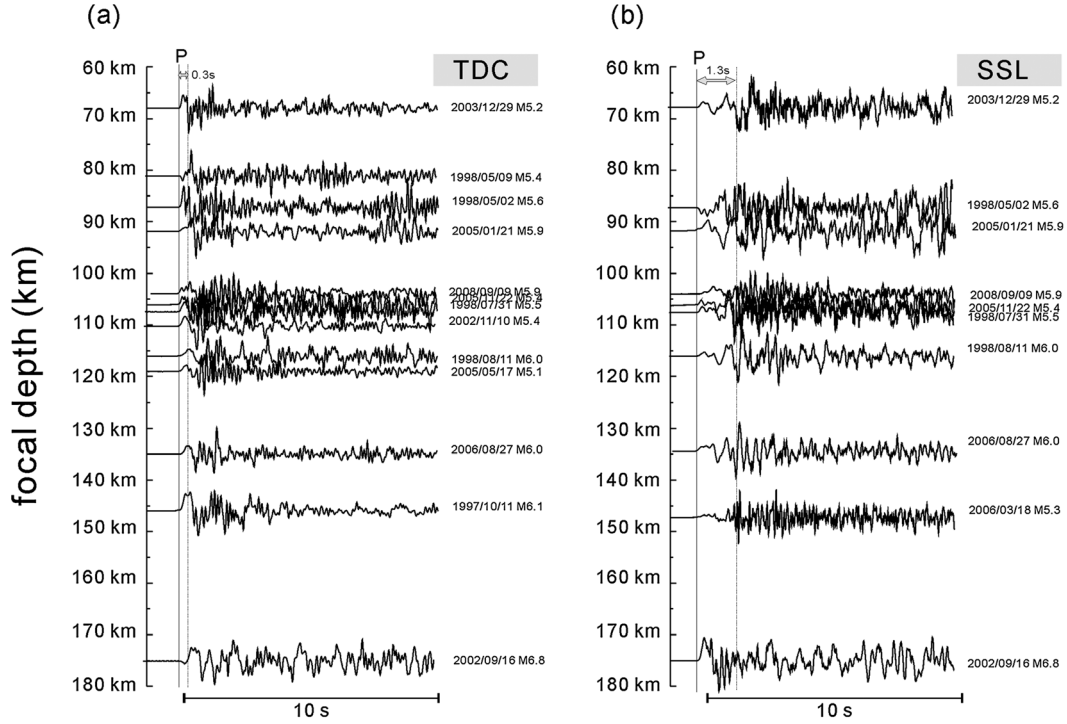 (a)
P
0.3s
TDC
focal depth (km)
60 km
70 km
80 km
90 km
100 km
110 km
120 km
130 km
140 km
150 km
160 km
170 km
180 km
2003/12/29 M5.2
1998/05/09 M5.4
1998/05/02 M5.6
2005/01/21 M5.9
2008/09/09 M5.9
2005/11/22 M5.4
1998/07/31 M5.5
2002/11/10 M5.4
1998/08/11 M6.0
2005/05/17 M5.1
2006/08/27 M6.0
1997/10/11 M6.1
2002/09/16 M6.8
10 s
(b)
P
1.3s
SSL
60 km
70 km
80 km
90 km
100 km
110 km
120 km
130 km
140 km
150 km
160 km
170 km
180 km
2003/12/29 M5.2
1998/05/02 M5.6
2005/01/21 M5.9
2008/09/09 M5.9
2005/11/22 M5.4
1998/07/31 M5.5
1998/08/11 M6.0
2006/08/27 M6.0
2006/03/18 M5.3
2002/09/16 M6.8
10 s